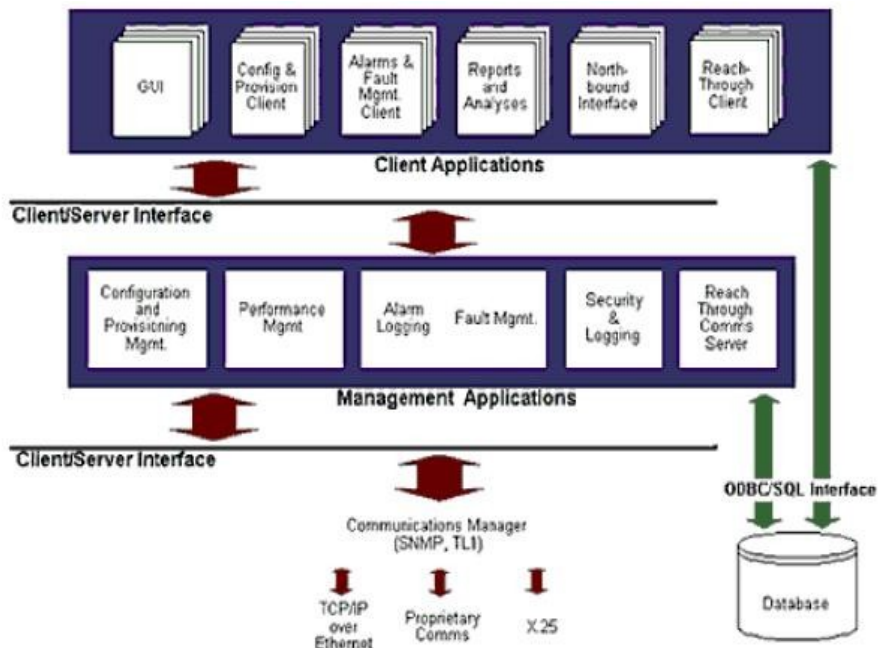 GUI
Config &
Provision
Client
Alarms &
Fault
Mgmt.
Client
Reports
and
Analyses
North-
bound
Interface
Reach-
Through
Client
Client Applications
Client/Server Interface
Configuration
and
Provisioning
Mgmt.
Performance
Mgmt
Alarm
Logging
Fault Mgmt.
Security
&
Logging
Reach
Through
Comms
Server
Management Applications
Client/Server Interface
ODBC/SQL Interface
Communications Manager
(SNMP, TL1)
TCP/IP
over
Ethernet
Proprietary
Comms
X.25
Database